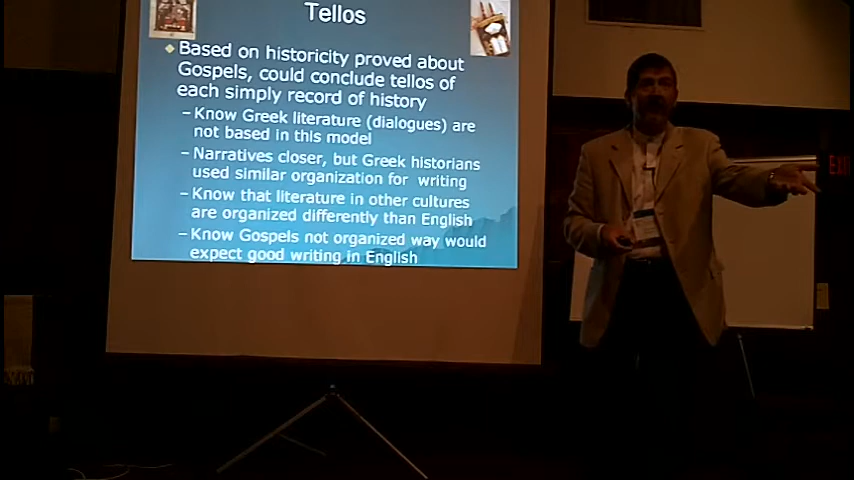 Tellos
Based on historicity proved about
Gospels, could conclude tellos of
each simply record of history
– Know Greek literature (dialogues) are
not based in this model
– Narratives closer, but Greek historians
used similar organization for writing
– Know that literature in other cultures
are organized differently than English
– Know Gospels not organized way would
expect good writing in English
EXIT